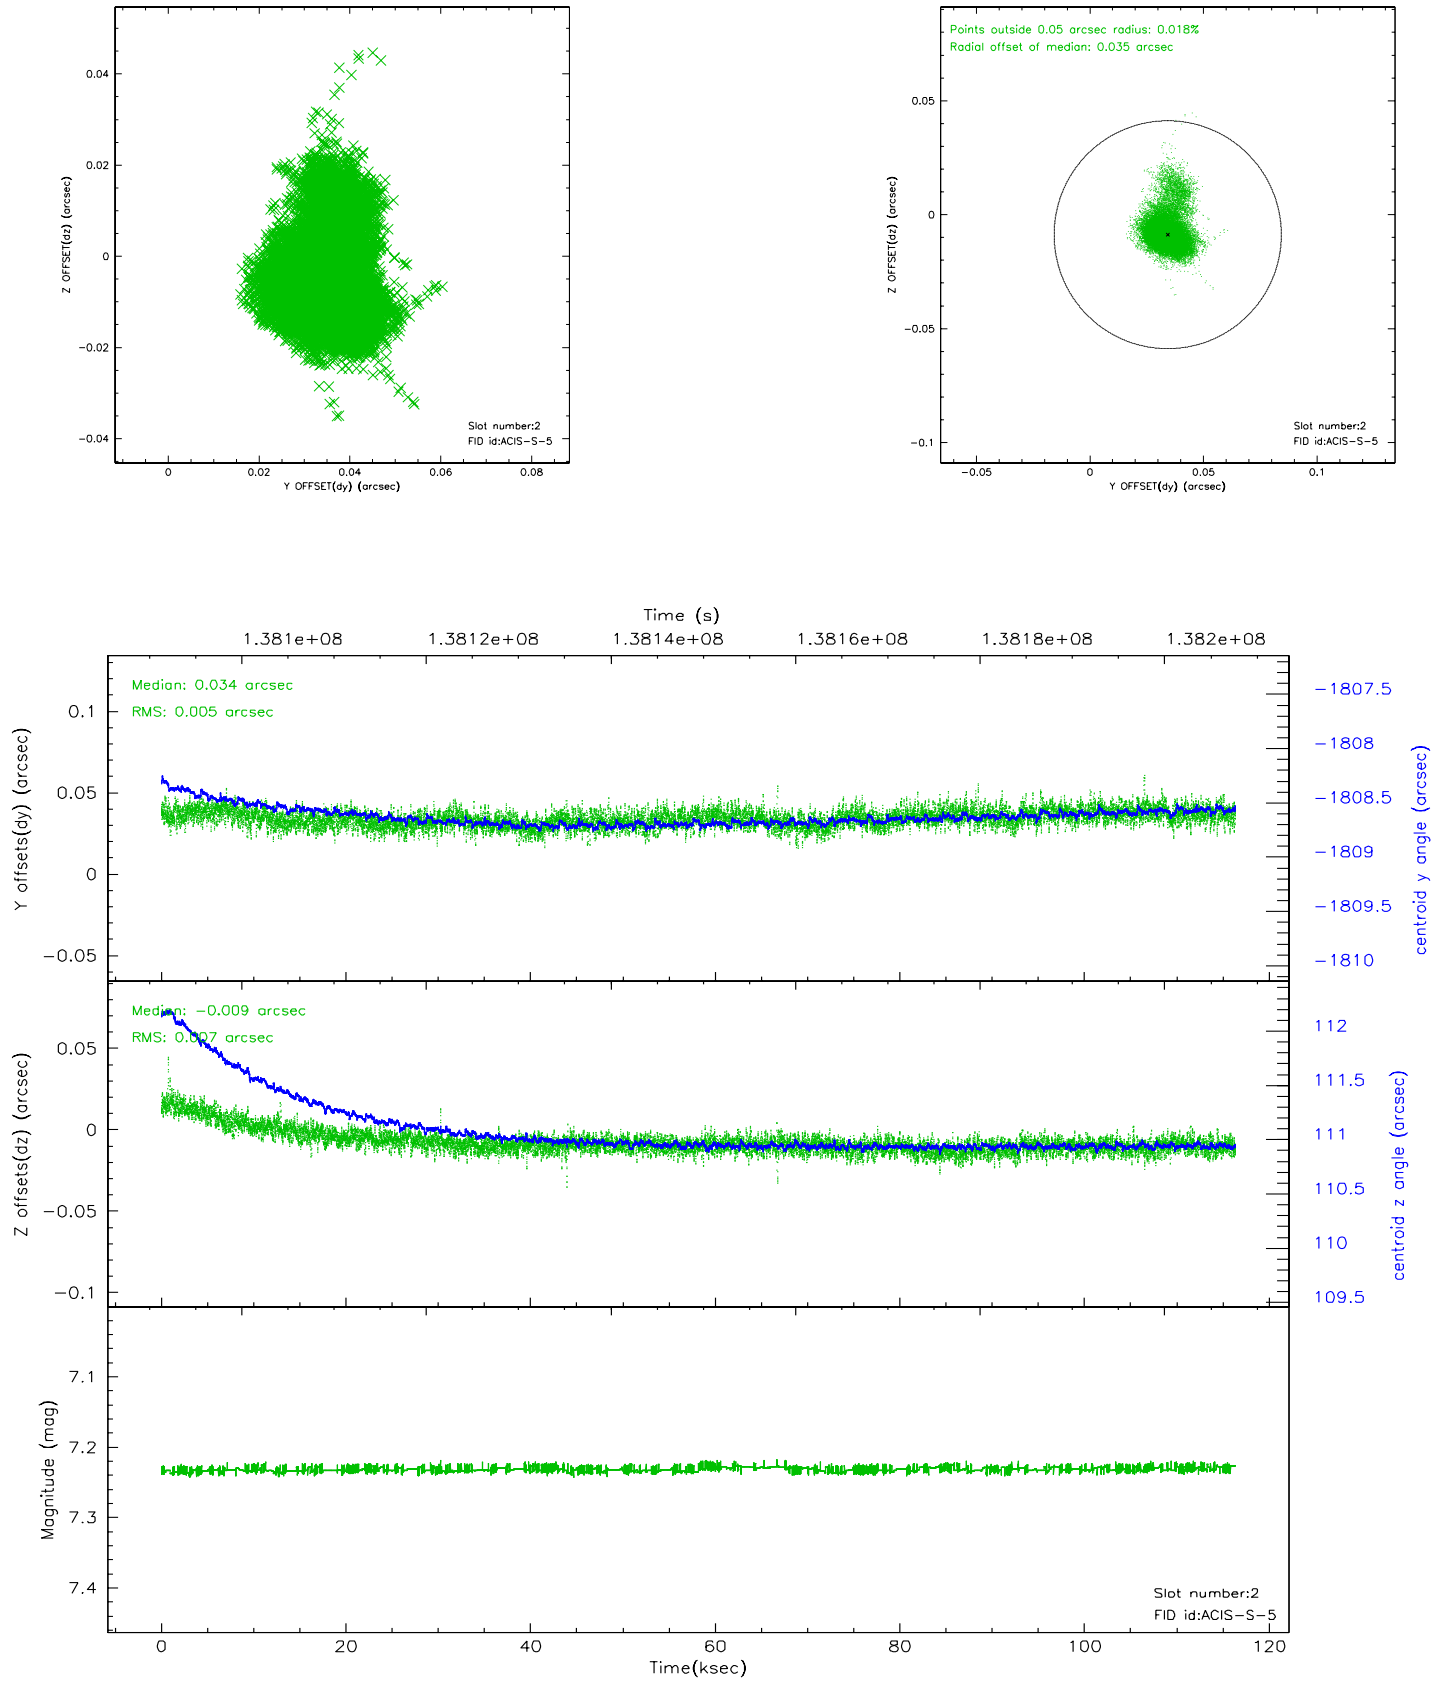 0.04
0.02
0
−0.02
−0.04
Z OFFSET(dz) (arcsec)
0
0.02
0.04
0.06
0.08
Y OFFSET(dy) (arcsec)
Slot number:2
FID id:ACIS−S−5
Points outside 0.05 arcsec radius: 0.018%
Radial offset of median: 0.035 arcsec
0.05
0
−0.05
−0.1
Z OFFSET(dz) (arcsec)
−0.05
0
0.05
0.1
Y OFFSET(dy) (arcsec)
Slot number:2
FID id:ACIS−S−5
Time (s)
1.381e+08
1.3812e+08
1.3814e+08
1.3816e+08
1.3818e+08
1.382e+08
Median: 0.034 arcsec
RMS: 0.005 arcsec
0.1
0.05
0
−0.05
Y offsets(dy) (arcsec)
−1807.5
−1808
−1808.5
−1809
−1809.5
−1810
centroid y angle (arcsec)
Median: −0.009 arcsec
RMS: 0.007 arcsec
0.05
0
−0.05
−0.1
Z offsets(dz) (arcsec)
112
111.5
111
110.5
110
109.5
centroid z angle (arcsec)
7.1
7.2
7.3
7.4
Magnitude (mag)
Slot number:2
FID id:ACIS−S−5
0
20
40
60
80
100
120
Time(ksec)